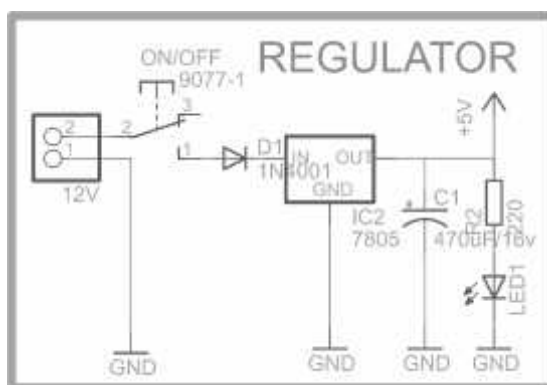 REGULATOR
ON/OFF
9077-1
3
2
2
1
1
12V
+5V
D1
1N4001
IN
OUT
GND
IC2
7805
C1
470uF/16v
R2
220
LED1
GND
GND
GND
GND